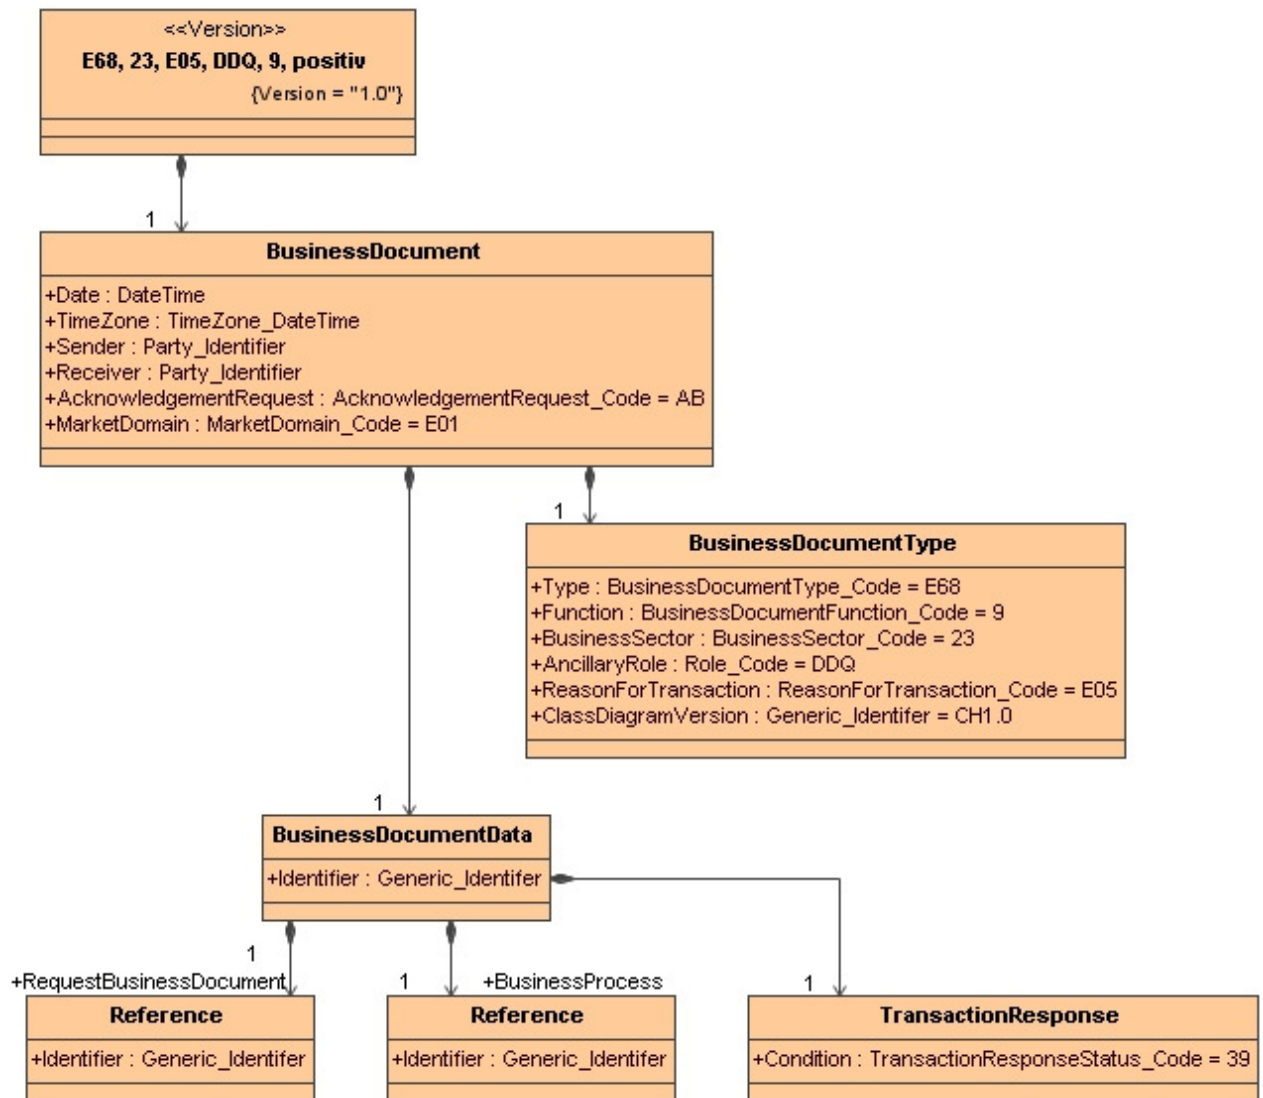 <<Version>>
E68, 23, E05, DDQ, 9, positiv
{Version = "1.0"}
1
BusinessDocument
+Date : DateTime
+TimeZone : TimeZone_DateTime
+Sender : Party_Identifier
+Receiver : Party_Identifier
+AcknowledgementRequest : AcknowledgementRequest_Code = AB
+MarketDomain : MarketDomain_Code = E01
1
BusinessDocumentType
+Type : BusinessDocumentType_Code = E68
+Function : BusinessDocumentFunction_Code = 9
+BusinessSector : BusinessSector_Code = 23
+AncillaryRole : Role_Code = DDQ
+ReasonForTransaction : ReasonForTransaction_Code = E05
+ClassDiagramVersion : Generic_Identifer = CH1.0
1
BusinessDocumentData
+Identifier : Generic_Identifer
1
+RequestBusinessDocument
1
+BusinessProcess
1
Reference
+Identifier : Generic_Identifer
Reference
+Identifier : Generic_Identifer
TransactionResponse
+Condition : TransactionResponseStatus_Code = 39